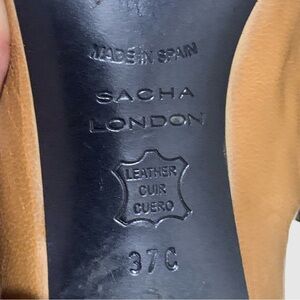 MADE IN SPAIN
SACHA
LONDON
LEATHER
CUIR
CUERO
37C